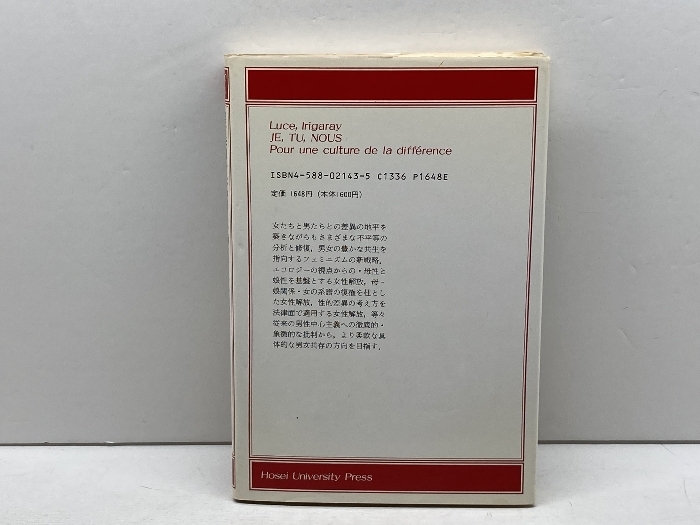 Luce, Irigaray
JE, TU, NOUS
Pour une culture de la différence
ISBN4-588-02143-5 C1336 P1648E
定価 1648円 (本体1600円)
女たちと男たちとの差異の地平を
築きながらもさまざまな不平等の
分析と修復，男女の豊かな共生を
指向するフェミニズムの新戦略。
エコロジーの視点からの・母性と
娘性を基盤とする女性解放，母-
娘関係・女の系譜の復権を柱とし
た女性解放，性的差異の考え方を
法律面で適用する女性解放，等々
従来の男性中心主義への徹底的・
象徴的な批判から，より柔軟な具
体的な男女共存の方向を目指す。
Hosei University Press